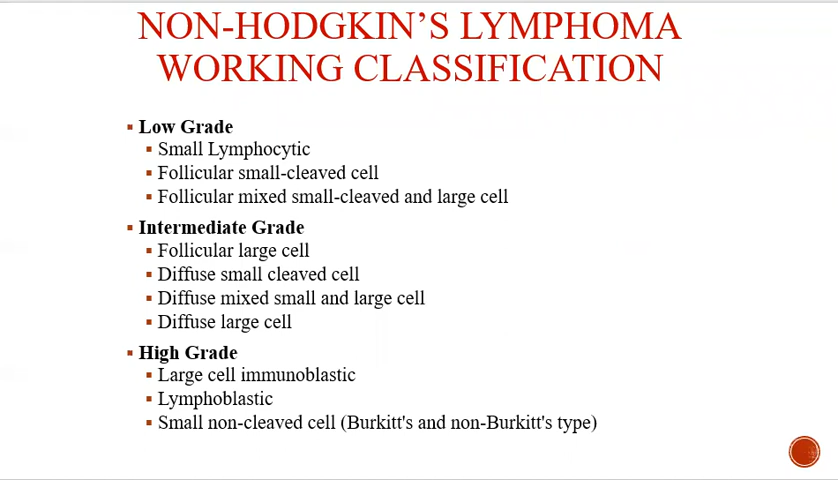 NON-HODGKIN’S LYMPHOMA
WORKING CLASSIFICATION
▪ Low Grade
▪ Small Lymphocytic
▪ Follicular small-cleaved cell
▪ Follicular mixed small-cleaved and large cell
▪ Intermediate Grade
▪ Follicular large cell
▪ Diffuse small cleaved cell
▪ Diffuse mixed small and large cell
▪ Diffuse large cell
▪ High Grade
▪ Large cell immunoblastic
▪ Lymphoblastic
▪ Small non-cleaved cell (Burkitt's and non-Burkitt's type)